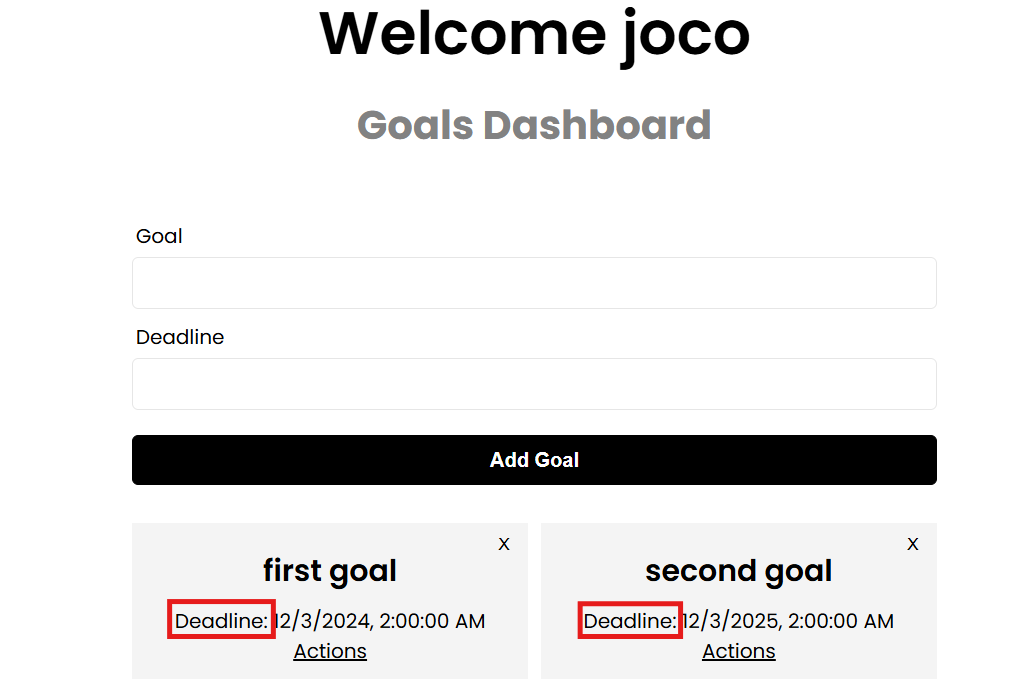 Welcome joco
Goals Dashboard
Goal
Deadline
Add Goal
X
first goal
Deadline: 12/3/2024, 2:00:00 AM
Actions
X
second goal
Deadline: 12/3/2025, 2:00:00 AM
Actions